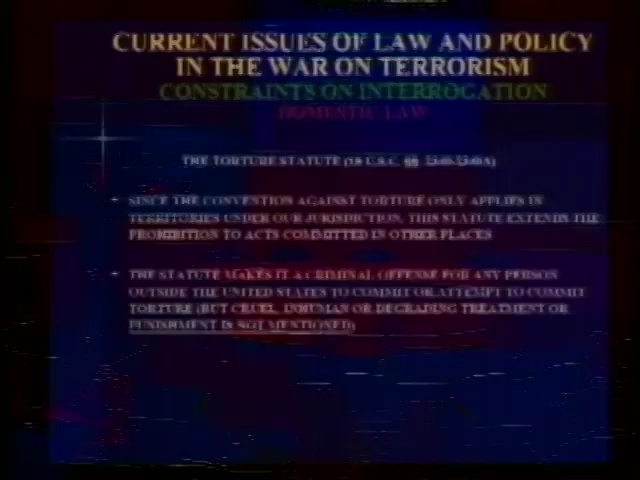 CURRENT ISSUES OF LAW AND POLICY
IN THE WAR ON TERRORISM
CONSTRAINTS ON INTERROGATION
DOMESTIC LAW
THE TORTURE STATUTE (18 U.S.C. §§
SINCE THE CONVENTION AGAINST TORTURE ONLY APPLIES IN
TERRITORIES UNDER OUR JURISDICTION, THIS STATUTE EXTENDS THE
PROHIBITION TO ACTS COMMITTED IN OTHER PLACES
THE STATUTE MAKES IT A CRIMINAL OFFENSE FOR ANY PERSON
OUTSIDE THE UNITED STATES TO COMMIT OR ATTEMPT TO COMMIT
TORTURE (BUT CRUEL, INHUMAN OR DEGRADING TREATMENT OR
PUNISHMENT IS NOT MENTIONED)